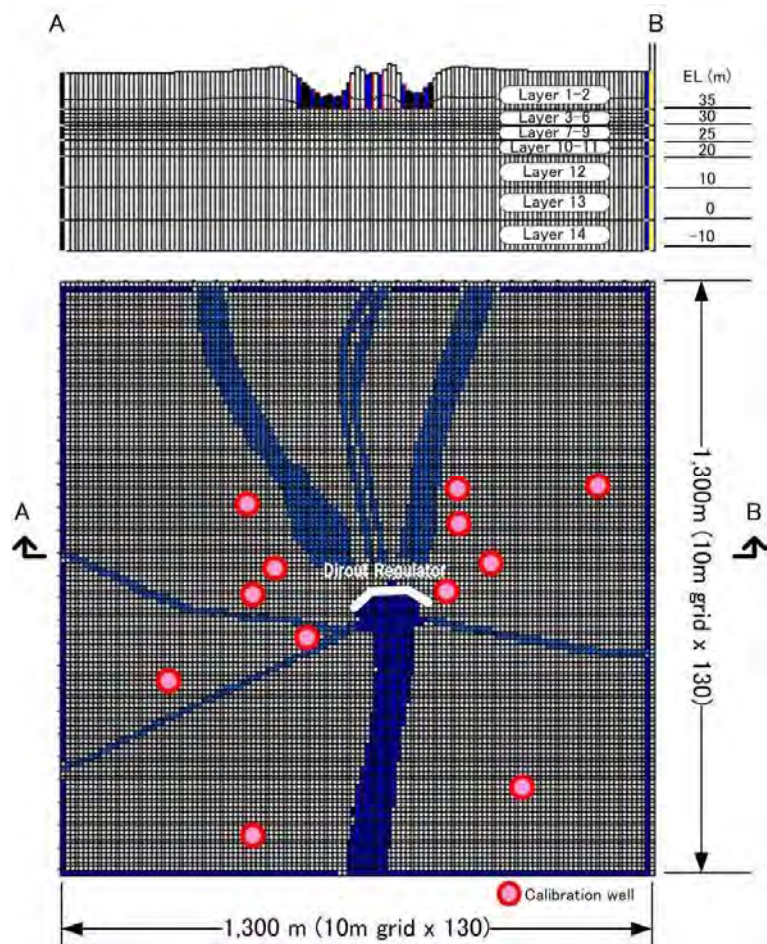 A
B
EL (m)
Layer 1-2
35
Layer 3-6
30
Layer 7-9
25
Layer 10-11
20
Layer 12
10
Layer 13
0
Layer 14
-10
A
B
Dirout Regulator
1,300m (10m grid x 130)
Calibration well
1,300 m (10m grid x 130)